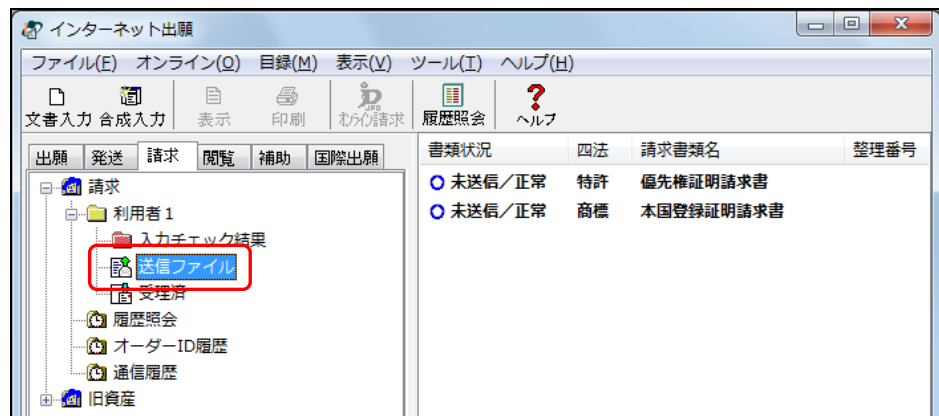 インターネット出願
ファイル(F) オンライン(O) 目録(M) 表示(V) ツール(T) ヘルプ(H)
文書入力 合成入力 表示 印刷 オンライン請求 履歴照会 ヘルプ
出願 発送 請求 閲覧 補助 国際出願
書類状況 四法 請求書類名 整理番号
請求
未送信/正常 特許 優先権証明請求書
利用者1
未送信/正常 商標 本国登録証明請求書
入力チェック結果
送信ファイル
受理済
履歴照会
オーダーID履歴
通信履歴
旧資産